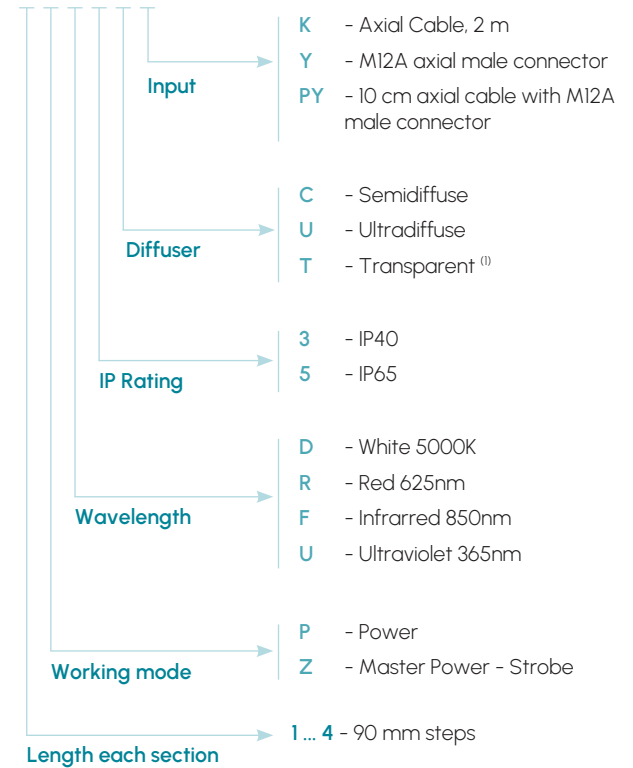 K - Axial Cable, 2 m
Y - M12A axial male connector
PY - 10 cm axial cable with M12A
male connector
Input
C - Semidiffuse
U - Ultradiffuse
T - Transparent (1)
Diffuser
3 - IP40
5 - IP65
IP Rating
D - White 5000K
R - Red 625nm
F - Infrarred 850nm
U - Ultraviolet 365nm
Wavelength
P - Power
Z - Master Power - Strobe
Working mode
1 ... 4 - 90 mm steps
Length each section